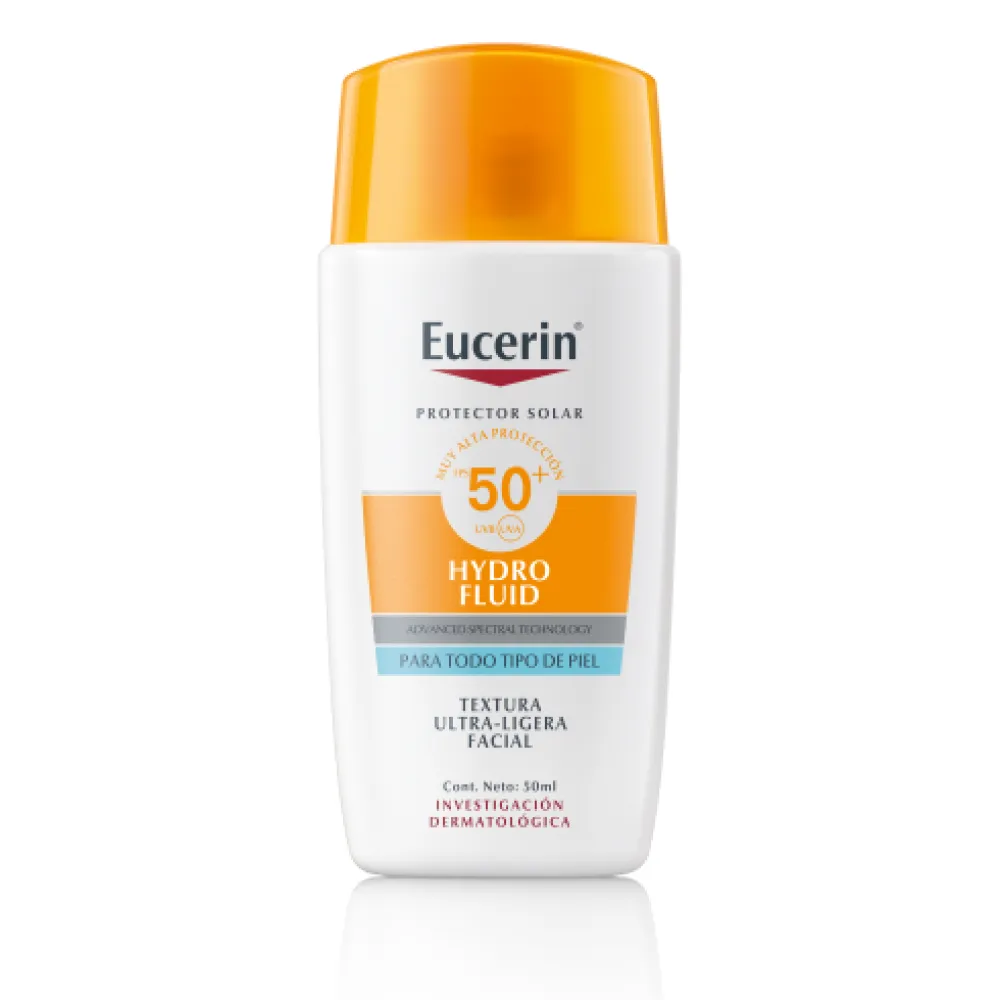 Eucerin®
PROTECTOR SOLAR
MUY ALTA PROTECCIÓN
FPS 50+
UVB UVA
HYDRO
FLUID
ADVANCED SPECTRAL TECHNOLOGY
PARA TODO TIPO DE PIEL
TEXTURA
ULTRA-LIGERA
FACIAL
Cont. Neto: 50ml
INVESTIGACIÓN
DERMATOLÓGICA